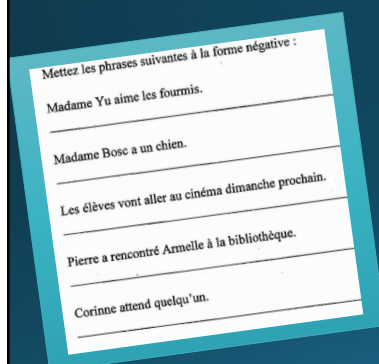 Mettez les phrases suivantes à la forme négative :
Madame Yu aime les fourmis.
Madame Bosc a un chien.
Les élèves vont aller au cinéma dimanche prochain.
Pierre a rencontré Armelle à la bibliothèque.
Corinne attend quelqu'un.